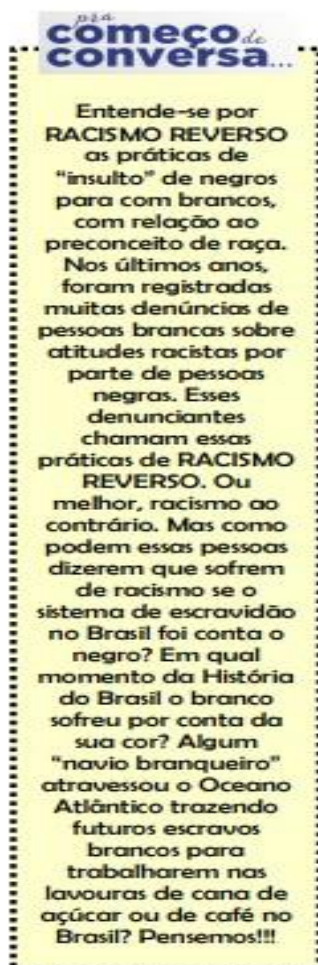 pra
começo de
conversa...
Entende-se por
RACISMO REVERSO
as práticas de
"insulto" de negros
para com brancos,
com relação ao
preconceito de raça.
Nos últimos anos,
foram registradas
muitas denúncias de
pessoas brancas sobre
atitudes racistas por
parte de pessoas
negras. Esses
denunciantes
chamam essas
práticas de RACISMO
REVERSO. Ou
melhor, racismo ao
contrário. Mas como
podem essas pessoas
dizerem que sofrem
de racismo se o
sistema de escravidão
no Brasil foi conta o
negro? Em qual
momento da História
do Brasil o branco
sofreu por conta da
sua cor? Algum
"navio branqueiro"
atravessou o Oceano
Atlântico trazendo
futuros escravos
brancos para
trabalharem nas
lavouras de cana de
açúcar ou de café no
Brasil? Pensemos!!!